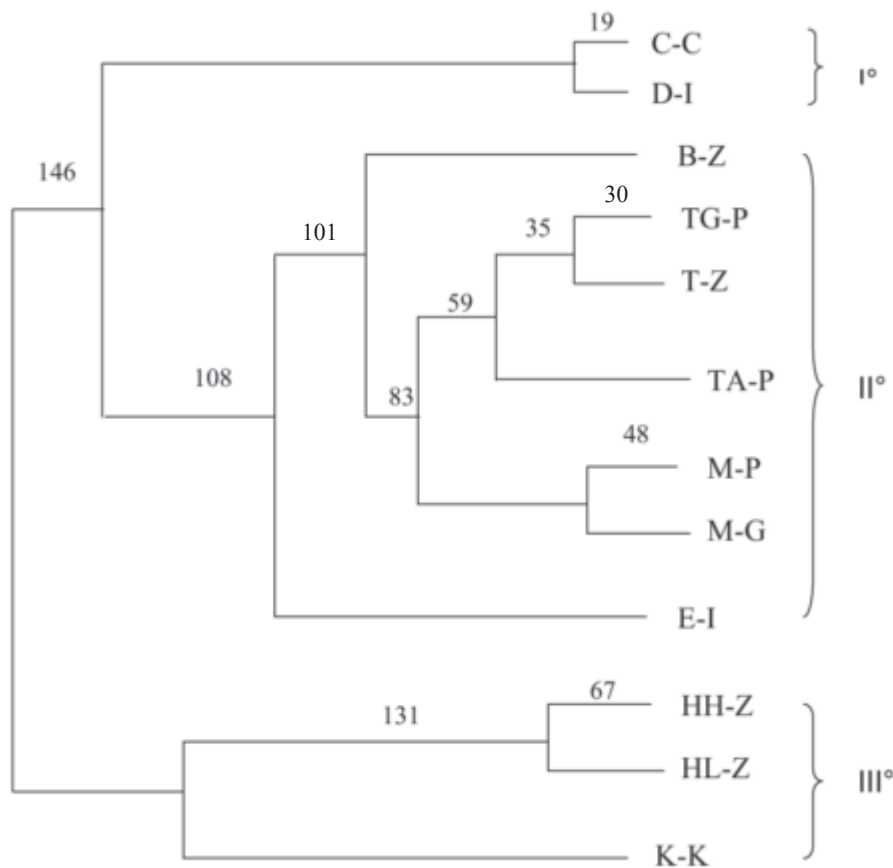 19
C-C
I°
D-I
B-Z
146
30
TG-P
35
101
T-Z
59
TA-P
108
II°
83
48
M-P
M-G
E-I
67
HH-Z
131
HL-Z
III°
K-K